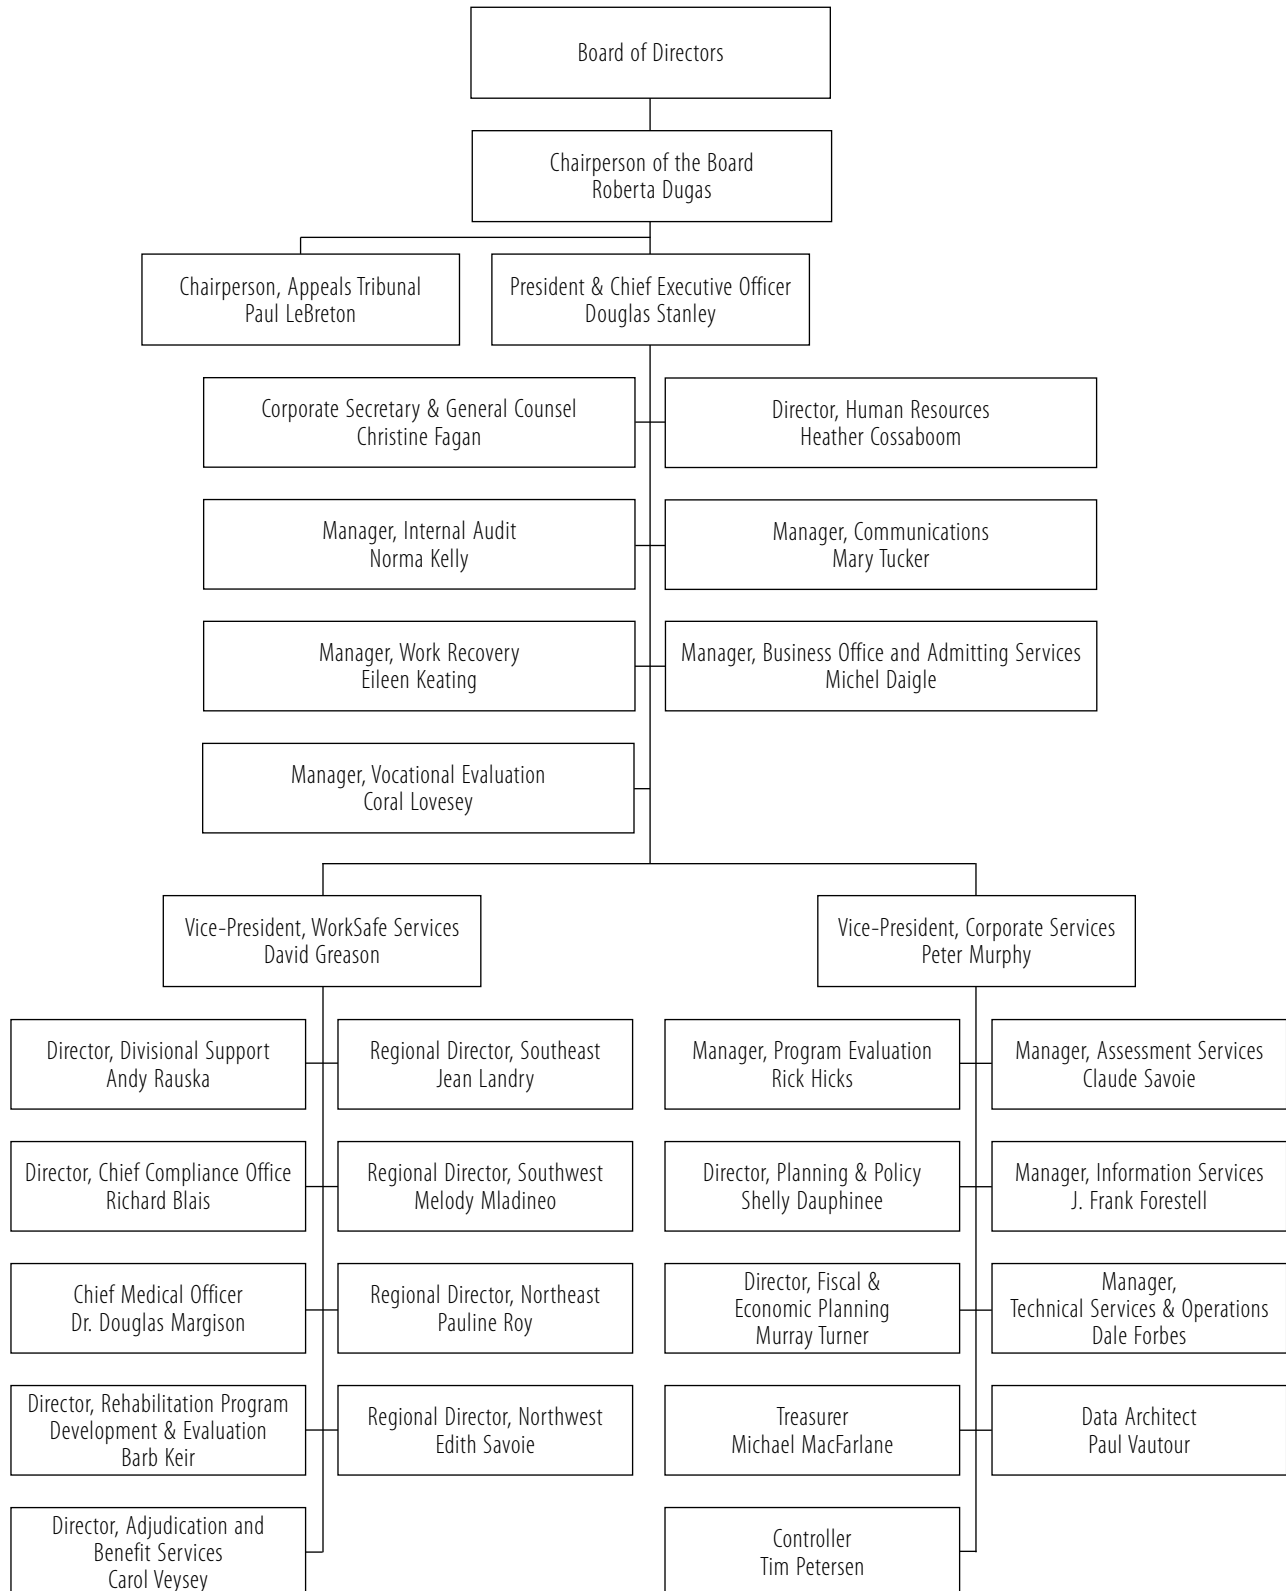 Board of Directors
Chairperson of the Board
Roberta Dugas
Chairperson, Appeals Tribunal
Paul LeBreton
President & Chief Executive Officer
Douglas Stanley
Corporate Secretary & General Counsel
Christine Fagan
Director, Human Resources
Heather Cossaboom
Manager, Internal Audit
Norma Kelly
Manager, Communications
Mary Tucker
Manager, Work Recovery
Eileen Keating
Manager, Business Office and Admitting Services
Michel Daigle
Manager, Vocational Evaluation
Coral Lovesey
Vice-President, WorkSafe Services
David Greason
Vice-President, Corporate Services
Peter Murphy
Director, Divisional Support
Andy Rauska
Regional Director, Southeast
Jean Landry
Manager, Program Evaluation
Rick Hicks
Manager, Assessment Services
Claude Savoie
Director, Chief Compliance Office
Richard Blais
Regional Director, Southwest
Melody Mladineo
Director, Planning & Policy
Shelly Dauphinee
Manager, Information Services
J. Frank Forestell
Chief Medical Officer
Dr. Douglas Margison
Regional Director, Northeast
Pauline Roy
Director, Fiscal &
Economic Planning
Murray Turner
Manager,
Technical Services & Operations
Dale Forbes
Director, Rehabilitation Program
Development & Evaluation
Barb Keir
Regional Director, Northwest
Edith Savoie
Treasurer
Michael MacFarlane
Data Architect
Paul Vautour
Director, Adjudication and
Benefit Services
Carol Veysey
Controller
Tim Petersen